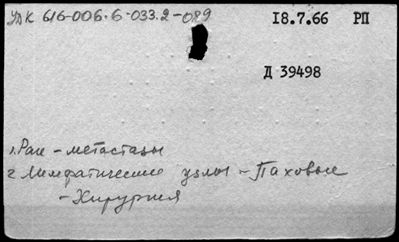 УДК 616-006.6-033.2-089 18.7.66 РП
Д 39498
1. Рак - метастазы
2. Лимфатические узлы - Паховые
- Хирургия